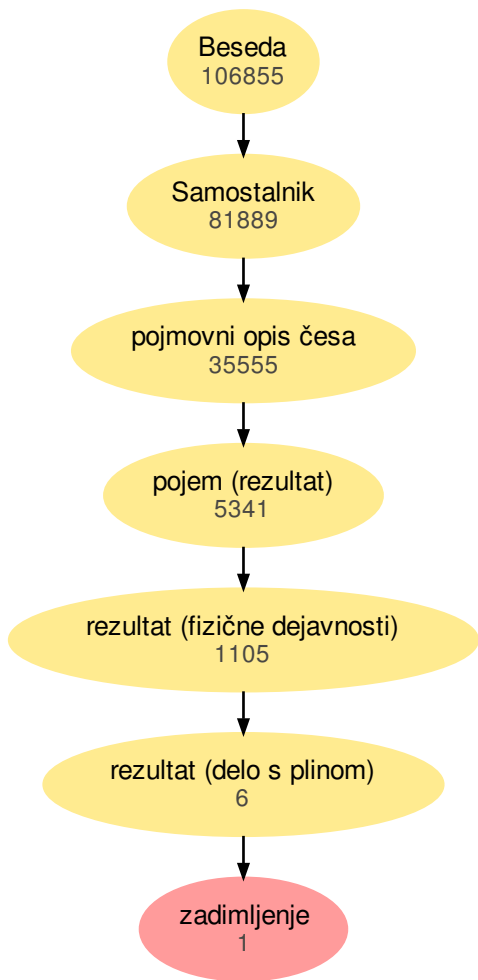 Beseda
106855
Samostalnik
81889
pojmovni opis česa
35555
pojem (rezultat)
5341
rezultat (fizične dejavnosti)
1105
rezultat (delo s plinom)
6
zadimljenje
1